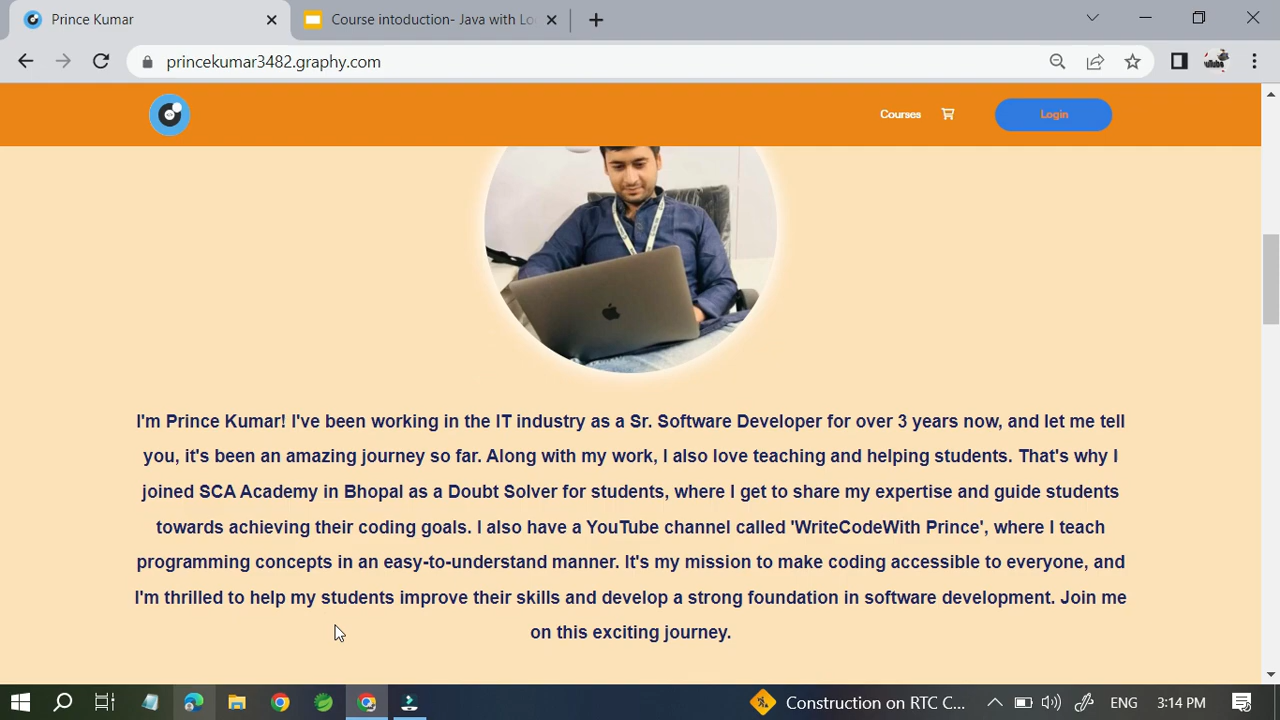 Prince Kumar
Course intoduction- Java with Lo
princekumar3482.graphy.com
Courses
Login
I'm Prince Kumar! I've been working in the IT industry as a Sr. Software Developer for over 3 years now, and let me tell
you, it's been an amazing journey so far. Along with my work, I also love teaching and helping students. That's why I
joined SCA Academy in Bhopal as a Doubt Solver for students, where I get to share my expertise and guide students
towards achieving their coding goals. I also have a YouTube channel called 'WriteCodeWith Prince', where I teach
programming concepts in an easy-to-understand manner. It's my mission to make coding accessible to everyone, and
I'm thrilled to help my students improve their skills and develop a strong foundation in software development. Join me
on this exciting journey.
Construction on RTC C...
ENG
3:14 PM